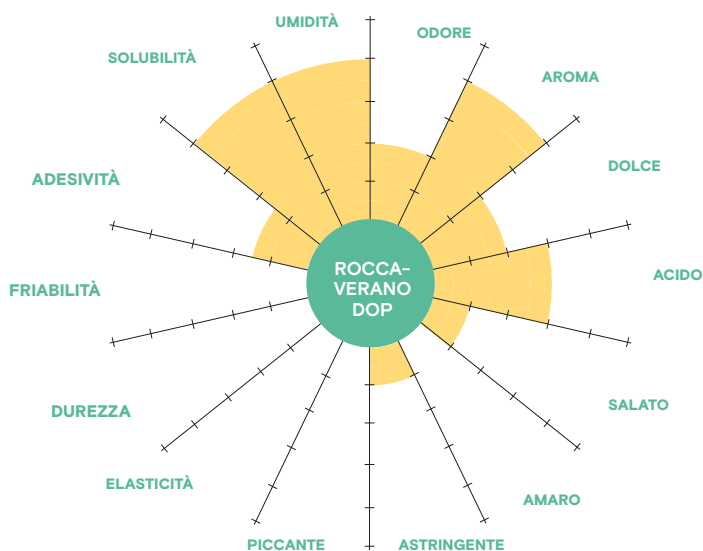 UMIDITÀ
ODORE
SOLUBILITÀ
AROMA
ADESIVITÀ
DOLCE
ROCCA-
VERANO
DOP
FRIABILITÀ
ACIDO
DUREZZA
SALATO
ELASTICITÀ
AMARO
PICCANTE
ASTRINGENTE